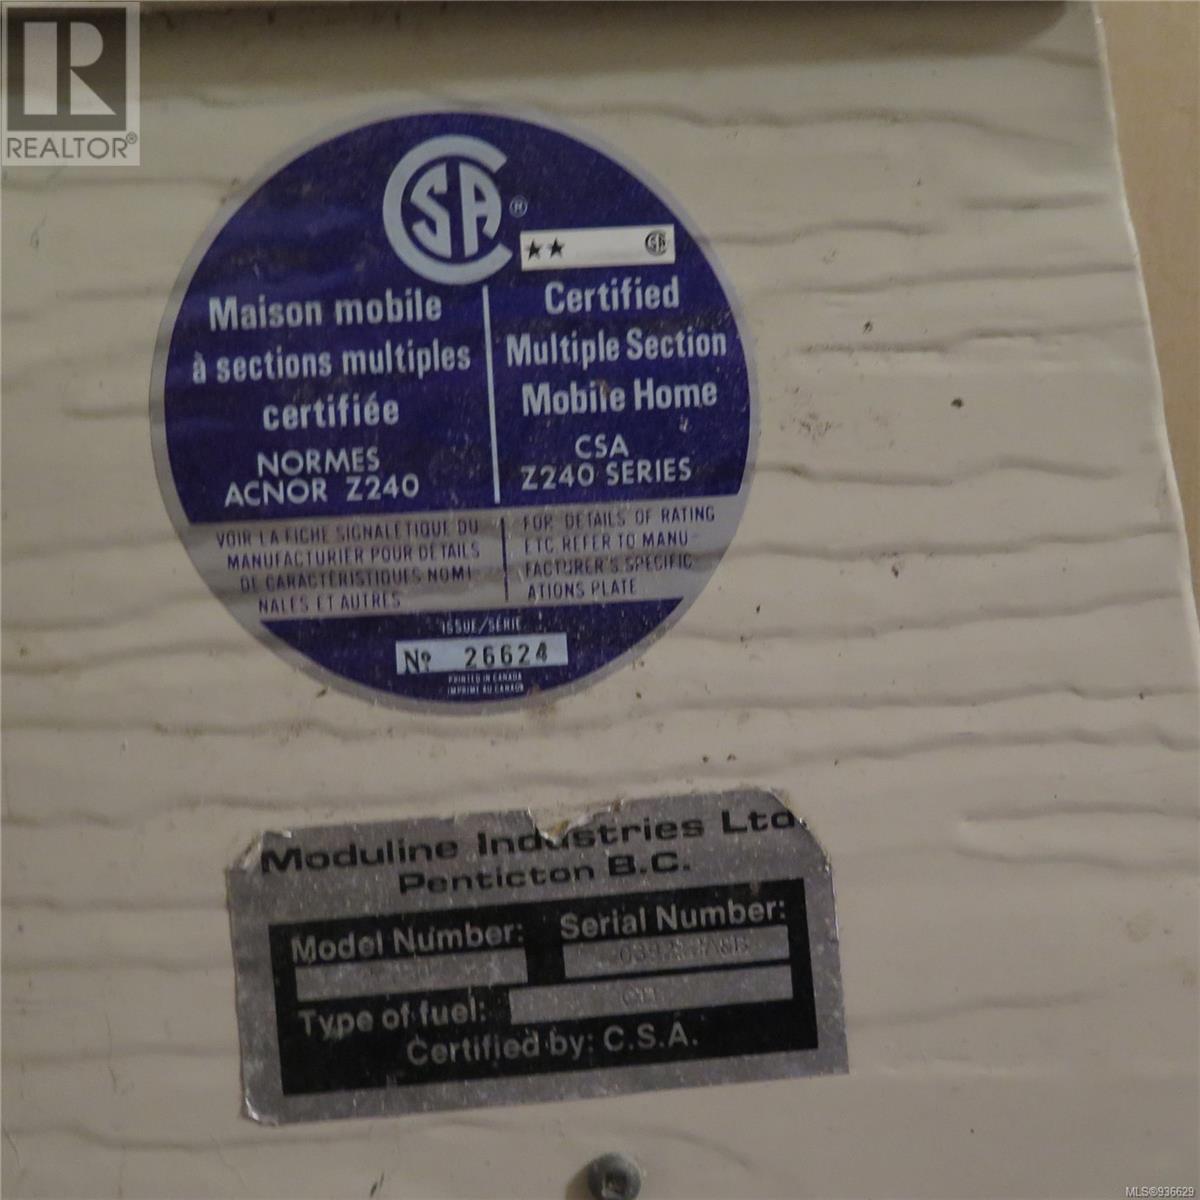 R
REALTOR®
CSA ®
★★ CSA
Maison mobile
à sections multiples
certifiée
NORMES
ACNOR Z240
Certified
Multiple Section
Mobile Home
CSA
Z240 SERIES
VOIR LA FICHE SIGNALETIQUE DU
MANUFACTURIER POUR DETAILS
DE CARACTERISTIQUES NOMI-
NALES ET AUTRES
FOR DETAILS OF RATING
ETC REFER TO MANU-
FACTURER'S SPECIFIC-
ATIONS PLATE
ISSUE/SERIE
Nº 26624
PRINTED IN CANADA
IMPRIME AU CANADA
Moduline Industries Ltd.
Penticton B.C.
Model Number:
Serial Number:
Type of fuel:
Certified by: C.S.A.
MLS®936629